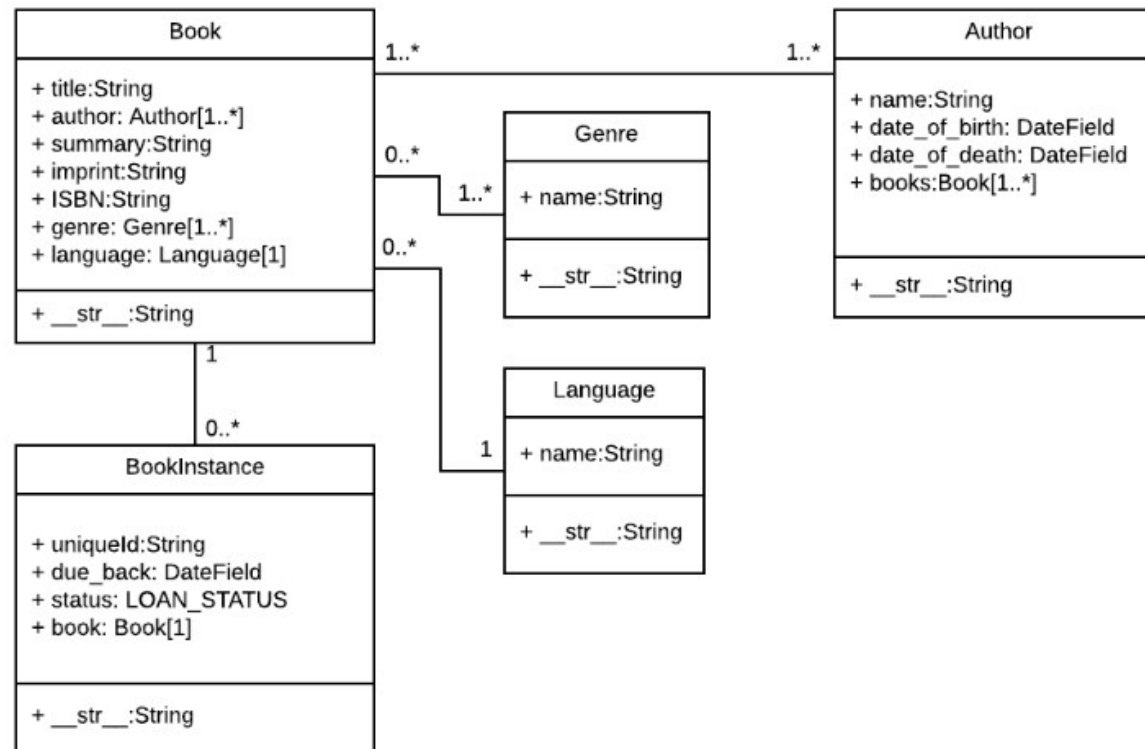 Book
+ title:String
+ author: Author[1..*]
+ summary:String
+ imprint:String
+ ISBN:String
+ genre: Genre[1..*]
+ language: Language[1]
+ __str__:String
1..*
1..*
Author
+ name:String
+ date_of_birth: DateField
+ date_of_death: DateField
+ books:Book[1..*]
+ __str__:String
0..*
1..*
Genre
+ name:String
+ __str__:String
0..*
1
Language
+ name:String
+ __str__:String
1
0..*
BookInstance
+ uniqueId:String
+ due_back: DateField
+ status: LOAN_STATUS
+ book: Book[1]
+ __str__:String